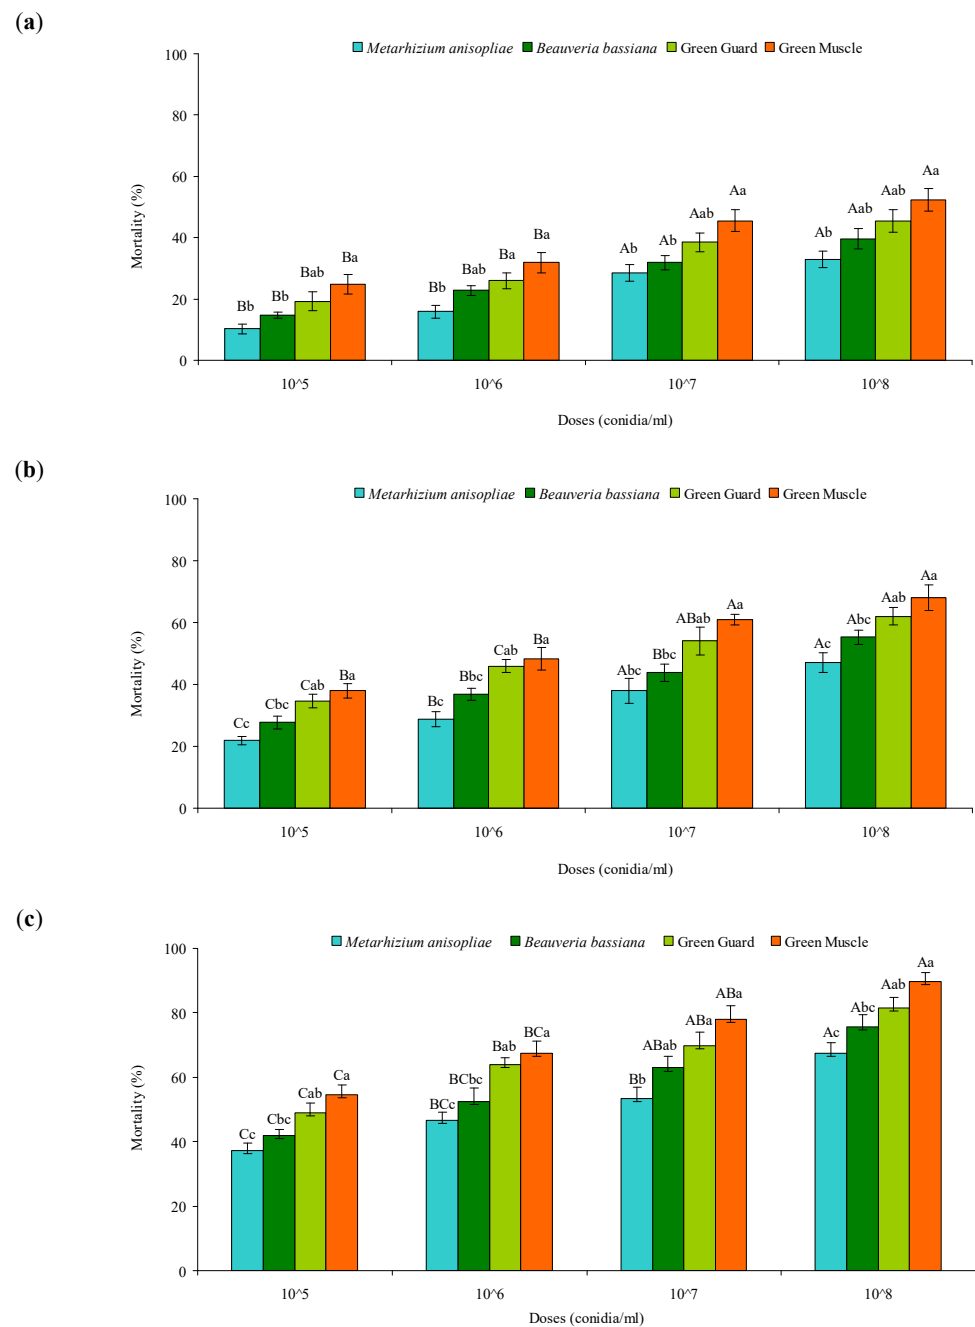 (a)
Metarhizium anisopliae Beauveria bassiana Green Guard Green Muscle
100
80
60
40
20
0
Mortality (%)
Bb Bb Bab Ba
Bb Bab Ba Ba
Ab Ab Aab Aa
Ab Aab Aab Aa
10^5 10^6 10^7 10^8
Doses (conidia/ml)
(b)
Metarhizium anisopliae Beauveria bassiana Green Guard Green Muscle
100
80
60
40
20
0
Mortality (%)
Cc Cbc Cab Ba
Bc Bbc Cab Ba
Abc Bbc ABab Aa
Ac Abc Aab Aa
10^5 10^6 10^7 10^8
Doses (conidia/ml)
(c)
Metarhizium anisopliae Beauveria bassiana Green Guard Green Muscle
100
80
60
40
20
0
Mortality (%)
Cc Cbc Cab Ca
BCc BCbc Bab BCa
Bb ABab ABa ABa
Ac Abc Aab Aa
10^5 10^6 10^7 10^8
Doses (conidia/ml)